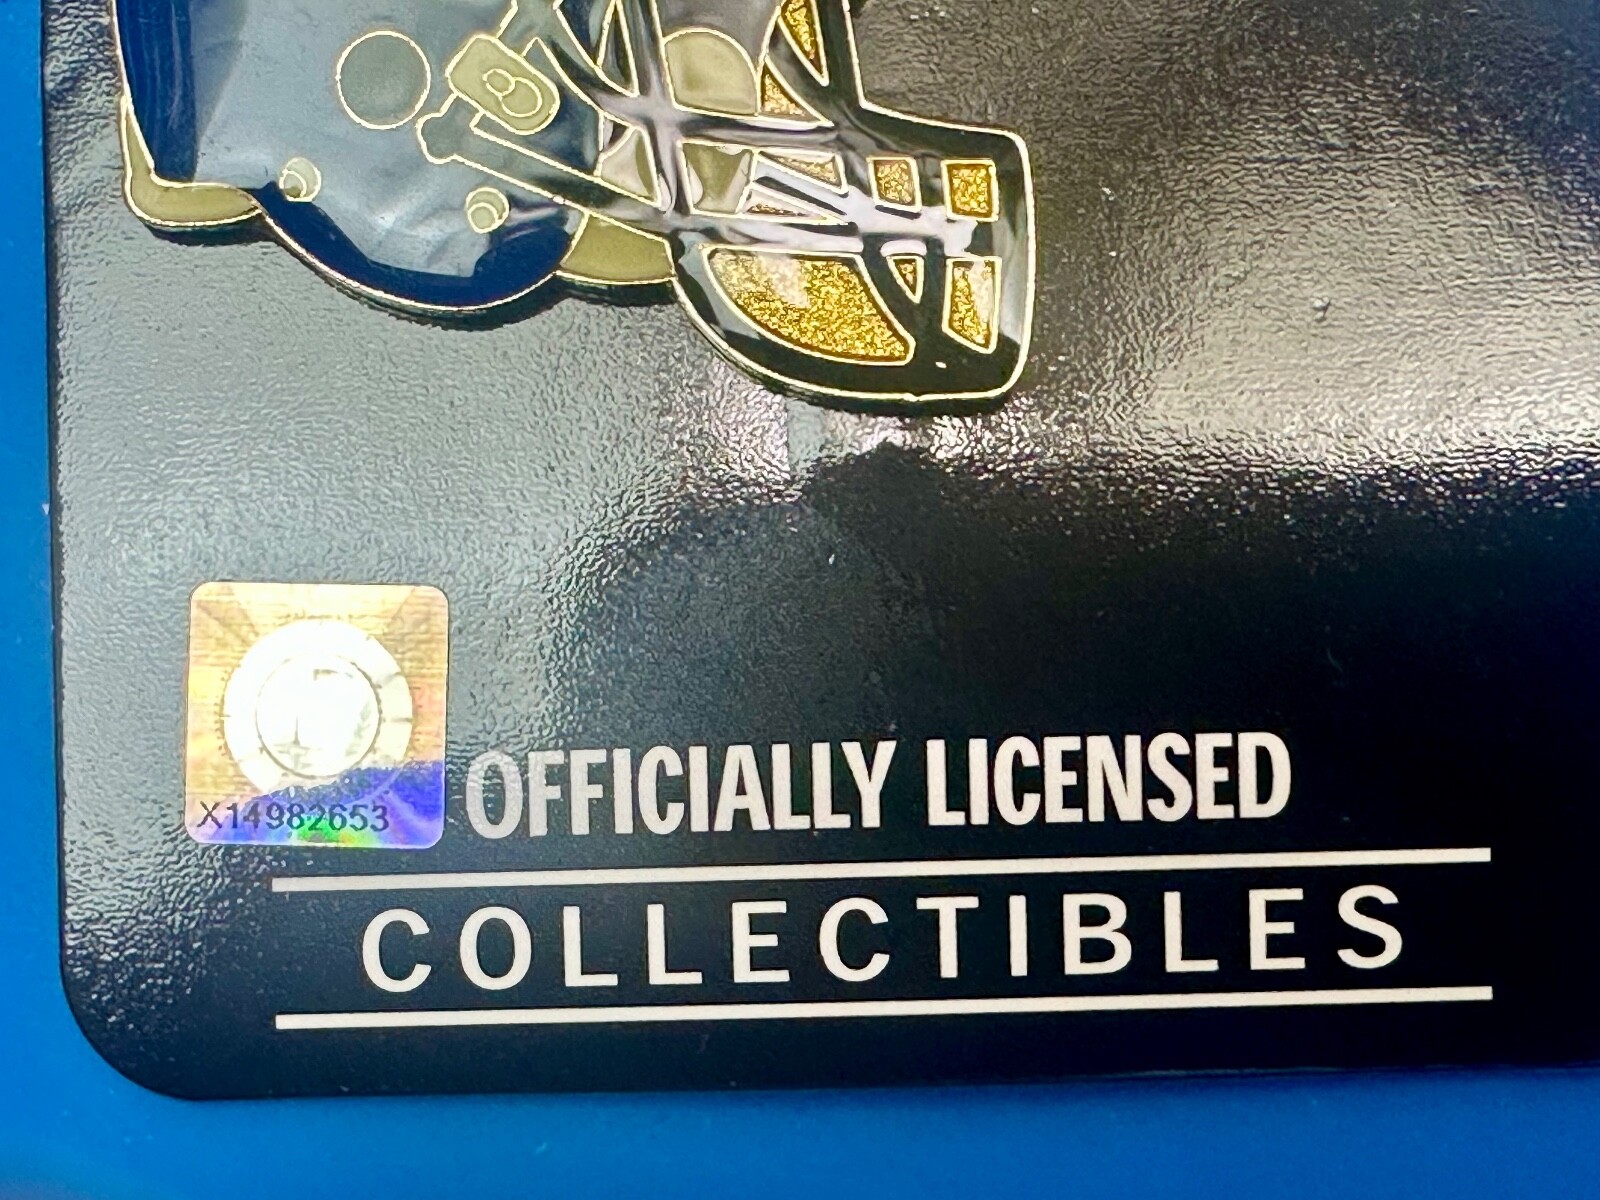 X14982653
OFFICIALLY LICENSED
COLLECTIBLES